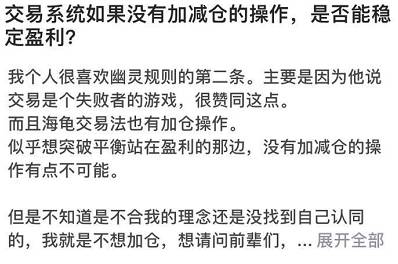 交易系统如果没有加减仓的操作，是否能稳
定盈利？
我个人很喜欢幽灵规则的第二条。主要是因为他说
交易是个失败者的游戏，很赞同这点。
而且海龟交易法也有加仓操作。
似乎想突破平衡站在盈利的那边，没有加减仓的操
作有点不可能。
但是不知道是不合我的理念还是没找到自己认同
的，我就是不想加仓，想请问前辈们，... 展开全部